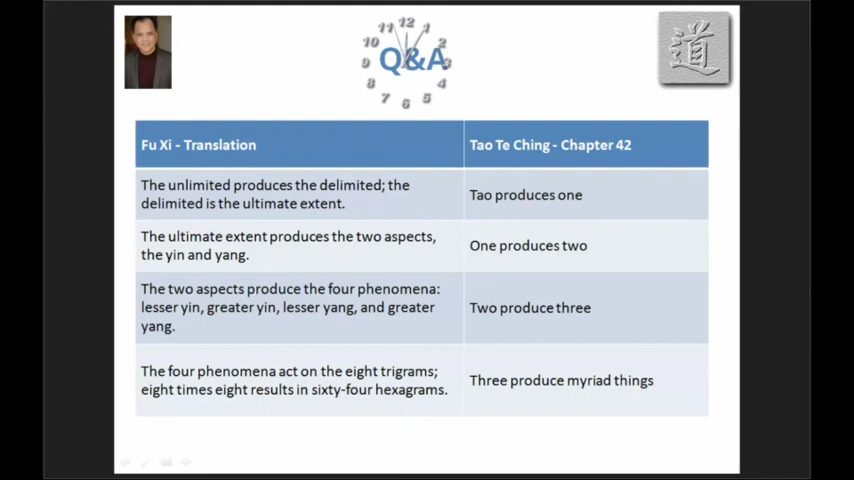 12
11
1
10
2
Q&A
9
3
8
4
7
5
6
道
Fu Xi - Translation
Tao Te Ching - Chapter 42
The unlimited produces the delimited; the
delimited is the ultimate extent.
Tao produces one
The ultimate extent produces the two aspects,
the yin and yang.
One produces two
The two aspects produce the four phenomena:
lesser yin, greater yin, lesser yang, and greater
yang.
Two produce three
The four phenomena act on the eight trigrams;
eight times eight results in sixty-four hexagrams.
Three produce myriad things